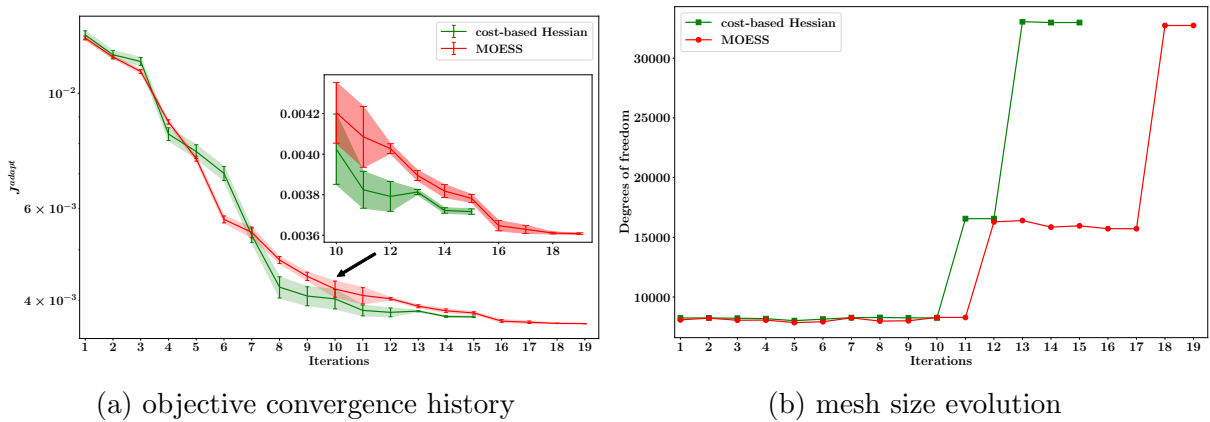 cost-based Hessian
MOESS
10⁻²
6 × 10⁻³
4 × 10⁻³
J^{adapt}
0.0042
0.0040
0.0038
0.0036
10 12 14 16 18
1 2 3 4 5 6 7 8 9 10 11 12 13 14 15 16 17 18 19
Iterations
(a) objective convergence history
cost-based Hessian
MOESS
30000
25000
20000
15000
10000
Degrees of freedom
1 2 3 4 5 6 7 8 9 10 11 12 13 14 15 16 17 18 19
Iterations
(b) mesh size evolution